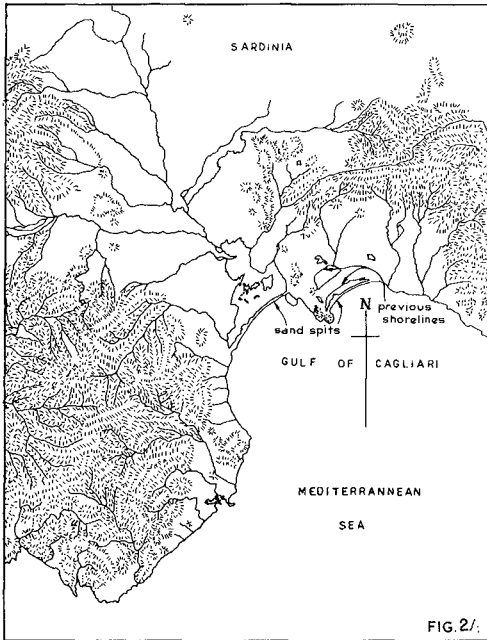 SARDINIA
N previous
shorelines
sand spits
GULF OF CAGLIARI
MEDITERRANNEAN
SEA
FIG.2/: